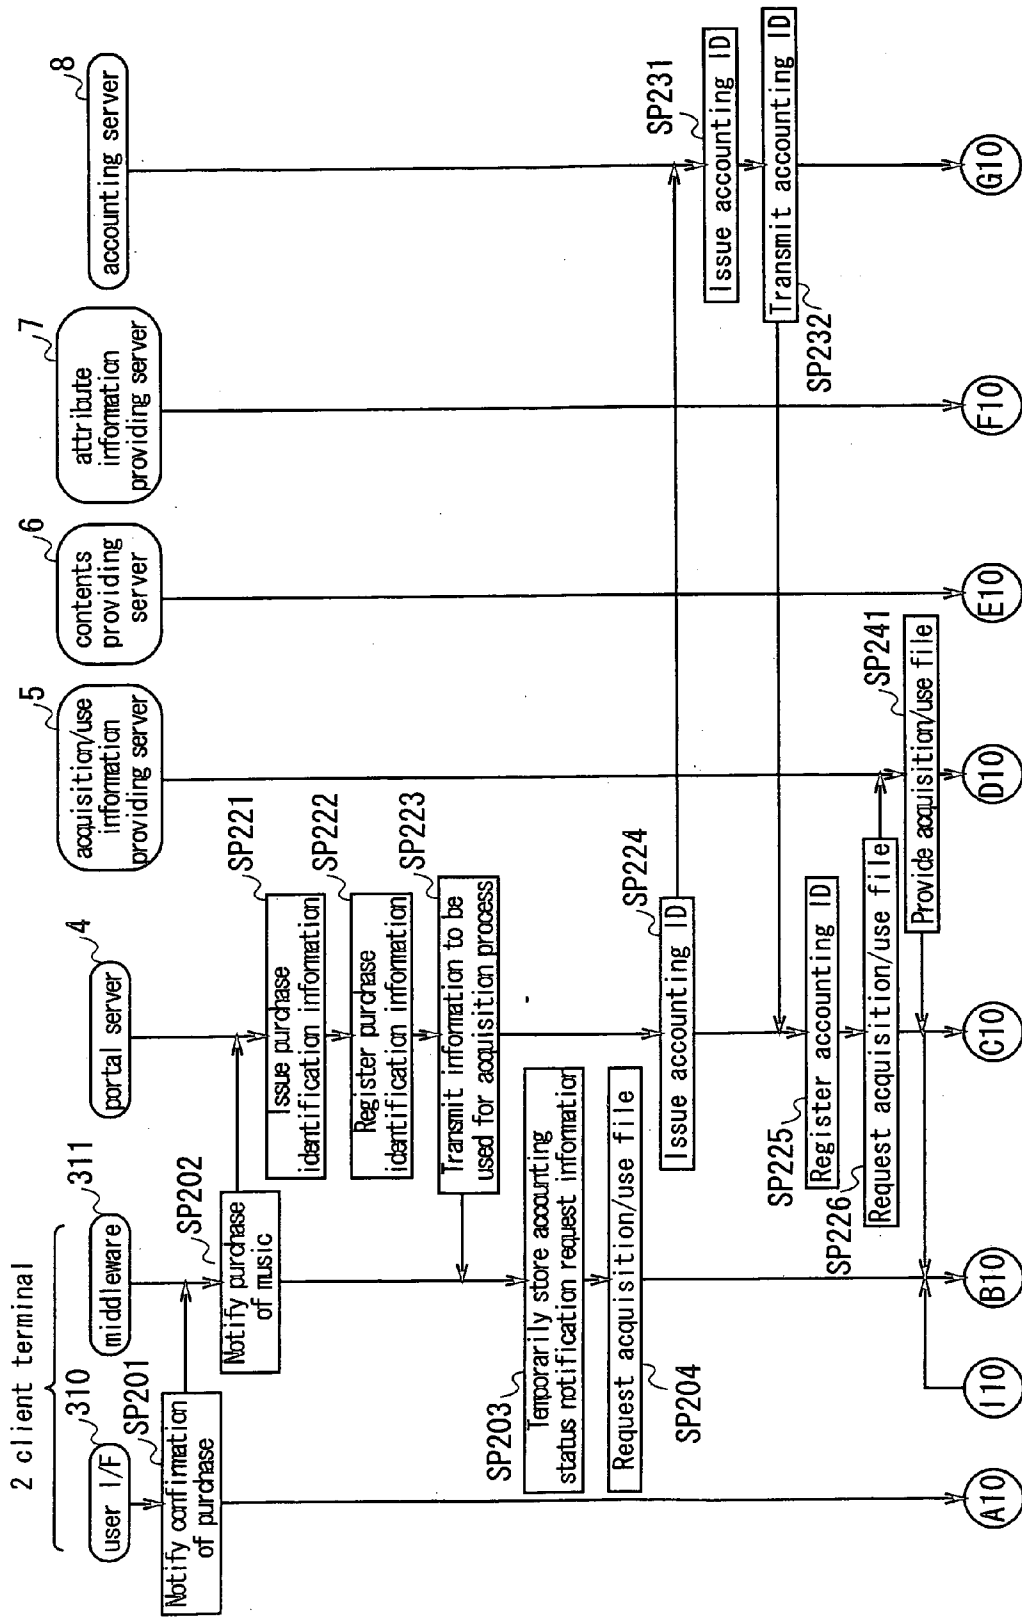 2 client terminal
310
user I/F
311
middleware
4
portal server
5
acquisition/use
information
providing server
6
contents
providing
server
7
attribute
information
providing server
8
accounting server
SP201
Notify confirmation
of purchase
SP202
Notify purchase
of music
SP221
Issue purchase
identification information
SP222
Register purchase
identification information
SP223
Transmit information to be
used for acquisition process
SP203
Temporarily store accounting
status notification request information
Request acquisition/use file
SP204
SP224
Issue accounting ID
SP231
Issue accounting ID
Transmit accounting ID
SP232
SP225
Register accounting ID
SP226
Request acquisition/use file
SP241
Provide acquisition/use file
A10
I10
B10
C10
D10
E10
F10
G10